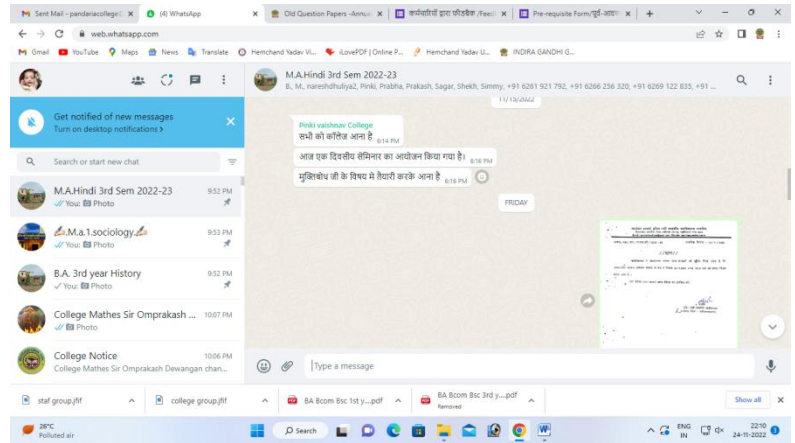 Sent Mail - pendariacollege
(4) WhatsApp
Old Question Papers -Annua
कर्मचारियों द्वारा फीडबैक /Feed
Pre-requisite Form/पूर्व-आवश
web.whatsapp.com
Gmail
YouTube
Maps
News
Translate
Hemchand Yadav Vi...
iLovePDF | Online P...
Hemchand Yadav U...
INDIRA GANDHI G...
M.A.Hindi 3rd Sem 2022-23
B., M., nareshdhuliya2, Pinki, Prabha, Prakash, Sagar, Shekh, Simmy, +91 6261 921 792, +91 6266 256 320, +91 6269 122 835, +91 ...
Get notified of new messages
Turn on desktop notifications >
Search or start new chat
M.A.Hindi 3rd Sem 2022-23 9:52 PM
You: Photo
.M.a.1.sociology. 9:53 PM
You: Photo
B.A. 3rd year History 9:52 PM
You: Photo
College Mathes Sir Omprakash ... 10:07 PM
Photo
College Notice 10:06 PM
College Mathes Sir Omprakash Dewangan chan...
11/15/2022
Pinki vaishnav College
सभी को कॉलेज आना है 6:14 PM
आज एक दिवसीय सेमिनार का आयोजन किया गया है। 6:16 PM
मुक्तिबोध जी के विषय मे तैयारी करके आना है 6:16 PM
FRIDAY
Type a message
staf group.jfif
college group.jfif
BA Bcom Bsc 1st y....pdf
BA Bcom Bsc 3rd y....pdf
Removed
Show all
26°C
Polluted air
Search
ENG
IN
22:10
24-11-2022